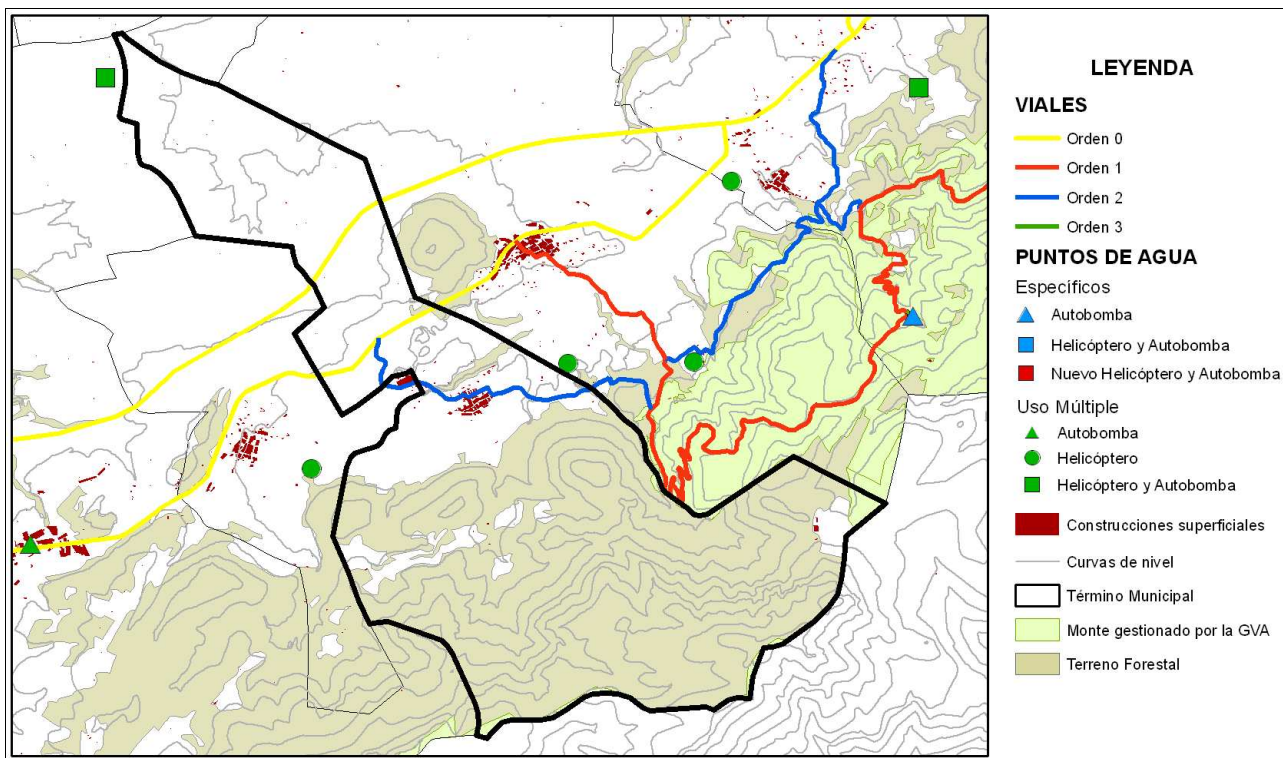 LEYENDA
VIALES
Orden 0
Orden 1
Orden 2
Orden 3
PUNTOS DE AGUA
Específicos
Autobomba
Helicóptero y Autobomba
Nuevo Helicóptero y Autobomba
Uso Múltiple
Autobomba
Helicóptero
Helicóptero y Autobomba
Construcciones superficiales
Curvas de nivel
Término Municipal
Monte gestionado por la GVA
Terreno Forestal